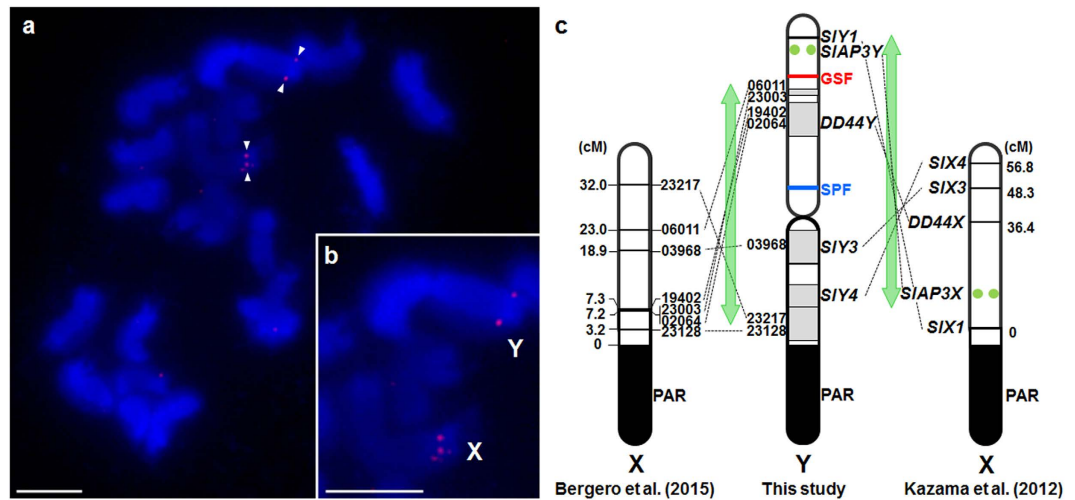 a
b
Y
X
c
(cM)
32.0
23.0
18.9
7.3
7.2
3.2
0
23217
06011
03968
19402
23003
02064
23128
PAR
X
Bergero et al. (2015)
06011
23003
19402
02064
03968
23217
23128
SlY1
SlAP3Y
GSF
DD44Y
SPF
SlY3
SlY4
PAR
Y
This study
SlX4
SlX3
DD44X
SlAP3X
SlX1
(cM)
56.8
48.3
36.4
0
PAR
X
Kazama et al. (2012)